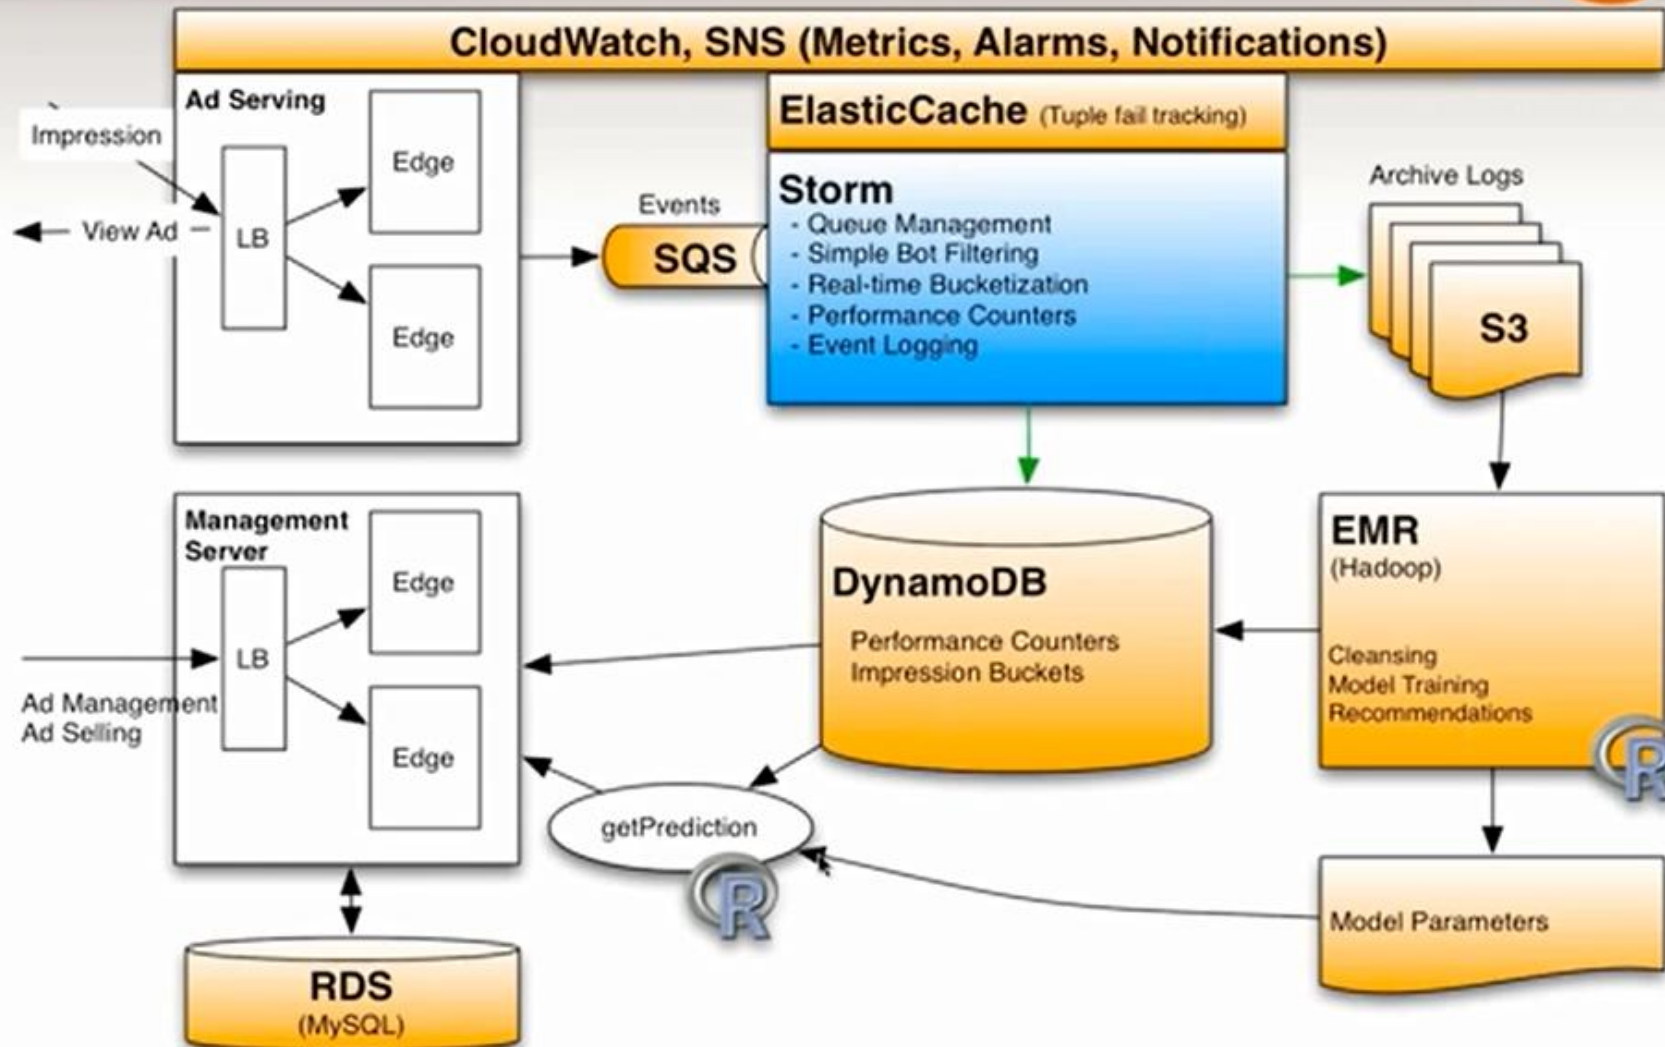 CloudWatch, SNS (Metrics, Alarms, Notifications)
Ad Serving
Impression
View Ad
LB
Edge
Edge
Events
SQS
ElasticCache (Tuple fail tracking)
Storm
- Queue Management
- Simple Bot Filtering
- Real-time Bucketization
- Performance Counters
- Event Logging
Archive Logs
S3
Management
Server
LB
Edge
Edge
Ad Management
Ad Selling
DynamoDB
Performance Counters
Impression Buckets
EMR
(Hadoop)
Cleansing
Model Training
Recommendations
R
getPrediction
R
Model Parameters
RDS
(MySQL)